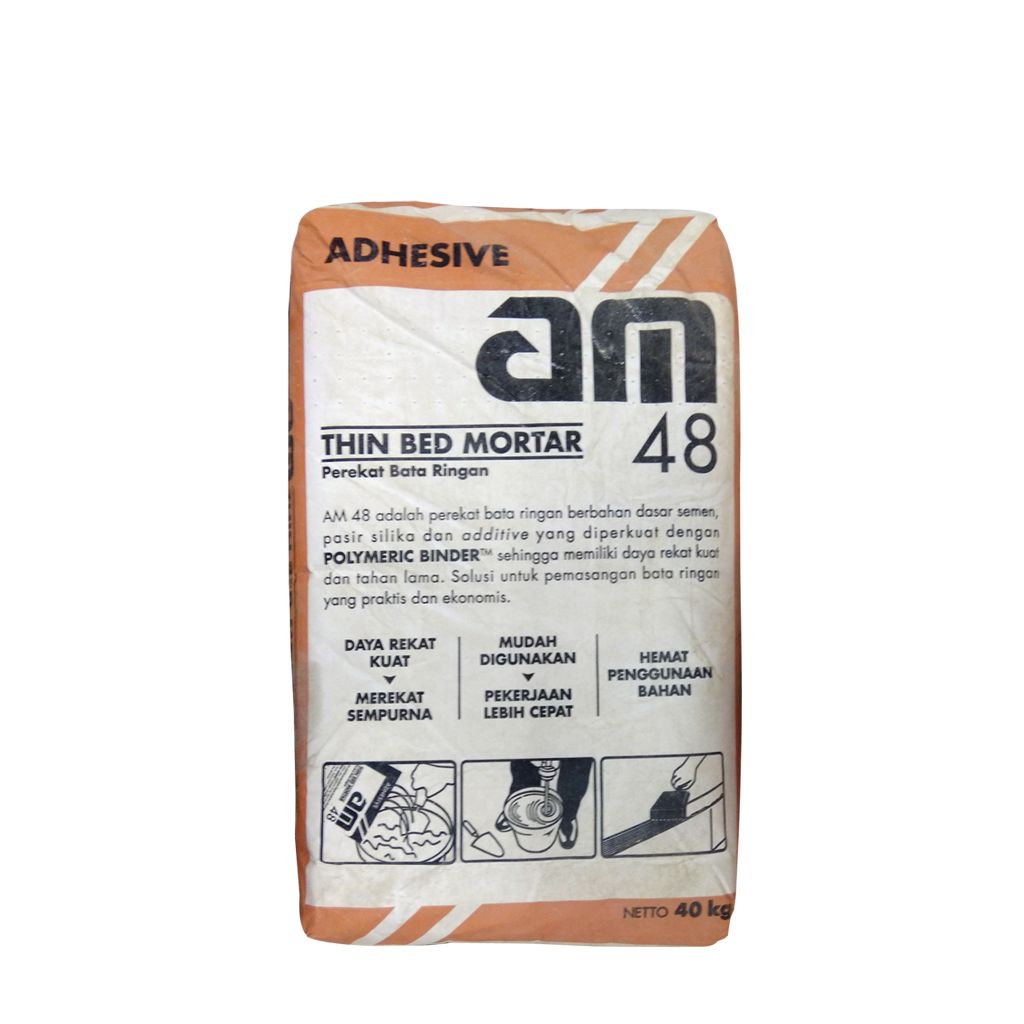 ADHESIVE
am
48
THIN BED MORTAR
Perekat Bata Ringan
AM 48 adalah perekat bata ringan berbahan dasar semen,
pasir silika dan additive yang diperkuat dengan
POLYMERIC BINDER™ sehingga memiliki daya rekat kuat
dan tahan lama. Solusi untuk pemasangan bata ringan
yang praktis dan ekonomis.
DAYA REKAT
KUAT
MEREKAT
SEMPURNA
MUDAH
DIGUNAKAN
PEKERJAAN
LEBIH CEPAT
HEMAT
PENGGUNAAN
BAHAN
am
48
NETTO 40 kg